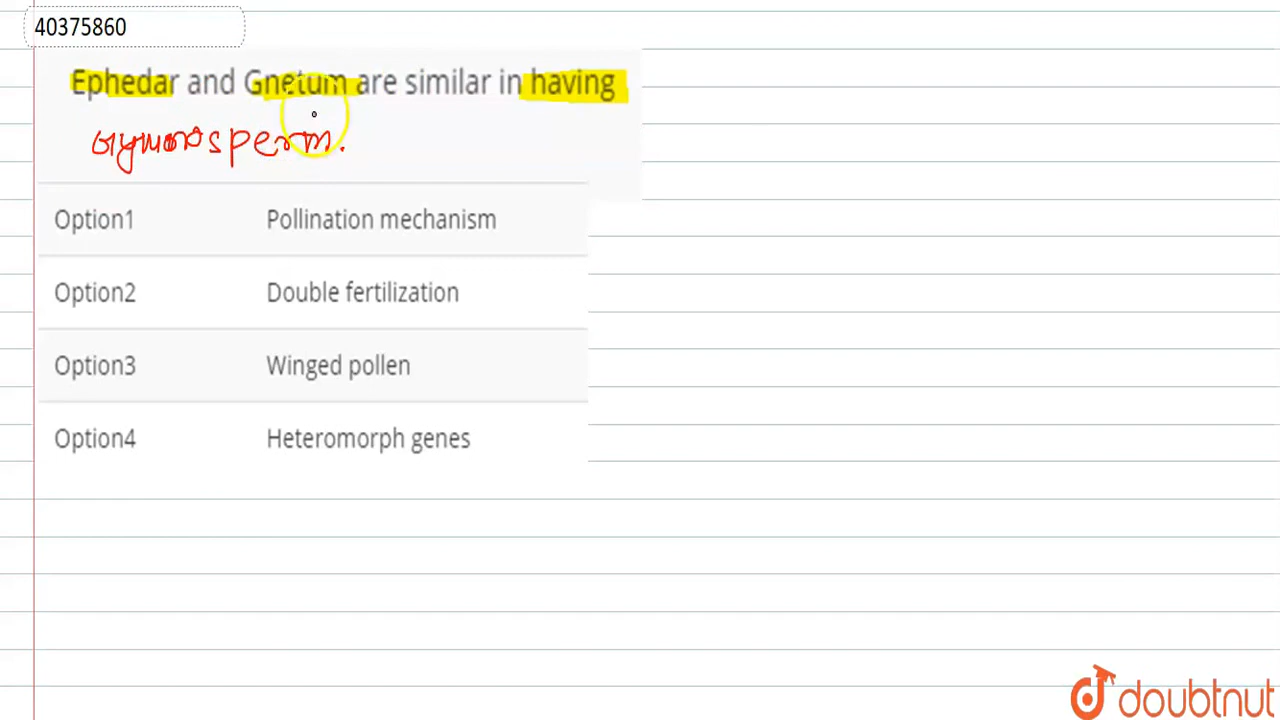 40375860
Ephedar and Gnetum are similar in having
Gymnosperm.
Option1 Pollination mechanism
Option2 Double fertilization
Option3 Winged pollen
Option4 Heteromorph genes
doubtnut